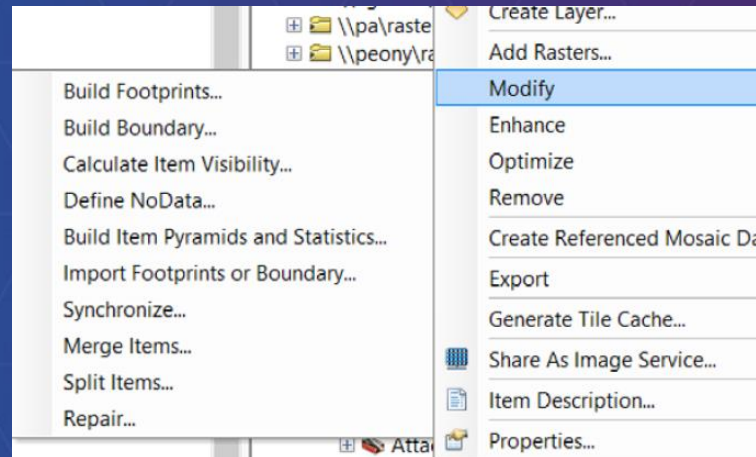 \\pa\raste
\\peony\ra
Create Layer...
Add Rasters...
Modify
Enhance
Optimize
Remove
Create Referenced Mosaic Da
Export
Generate Tile Cache...
Share As Image Service...
Item Description...
Properties...
Build Footprints...
Build Boundary...
Calculate Item Visibility...
Define NoData...
Build Item Pyramids and Statistics...
Import Footprints or Boundary...
Synchronize...
Merge Items...
Split Items...
Repair...
Atta